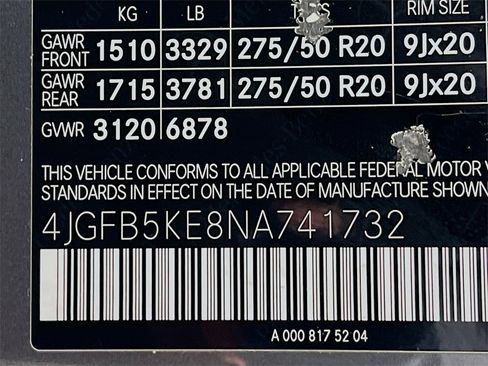 KG LB RIM SIZE
GAWR FRONT 1510 3329 275/50 R20 9Jx20
GAWR REAR 1715 3781 275/50 R20 9Jx20
GVWR 3120 6878
THIS VEHICLE CONFORMS TO ALL APPLICABLE FEDERAL MOTOR
STANDARDS IN EFFECT ON THE DATE OF MANUFACTURE SHOWN
4JGFB5KE8NA741732
A 000 817 52 04